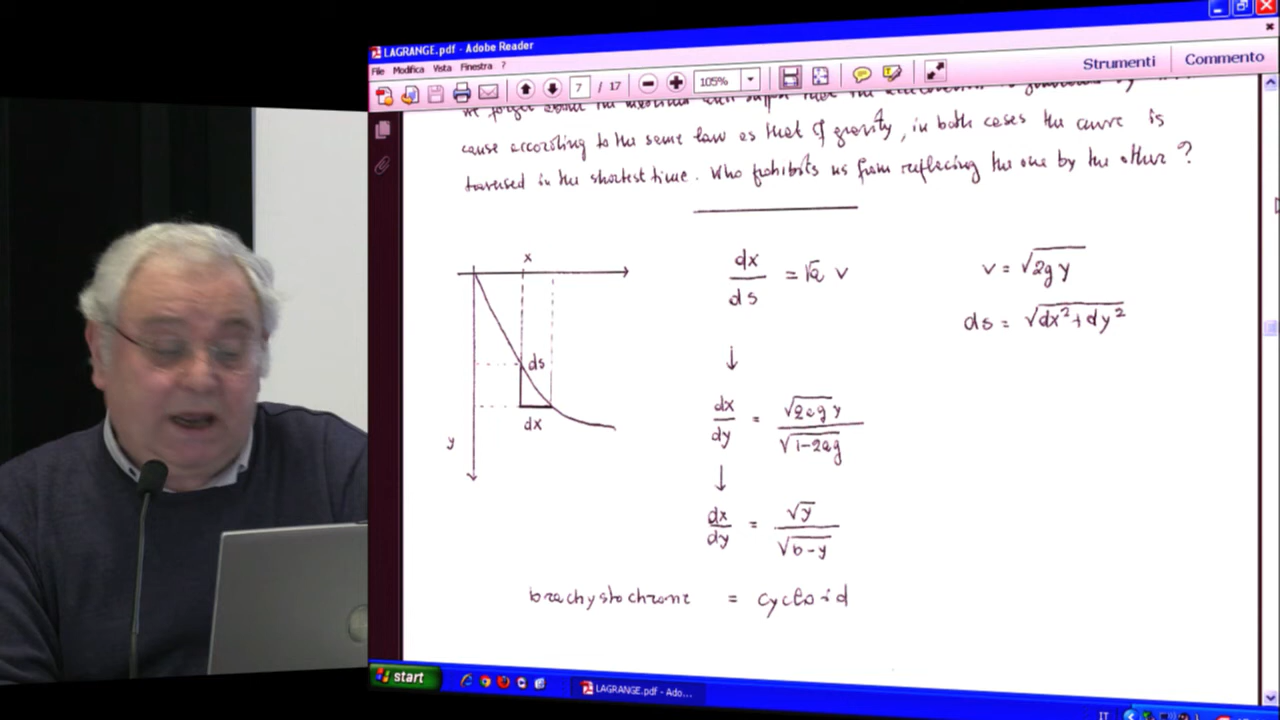 LAGRANGE.pdf - Adobe Reader
File Modifica Vista Finestra ?
7 / 17 105% Strumenti Commento
cause according to the same law as that of gravity, in both cases the curve is
traversed in the shortest time. Who prohibits us from replacing the one by the other?
dx/ds = √a v
v = √2gy
ds = √dx²+dy²
x
ds
dx
y
↓
dx/dy = √2agy / √1-2ag
↓
dx/dy = √y / √b-y
brachystochrone = cycloid
start
LAGRANGE.pdf - Ado...
IT